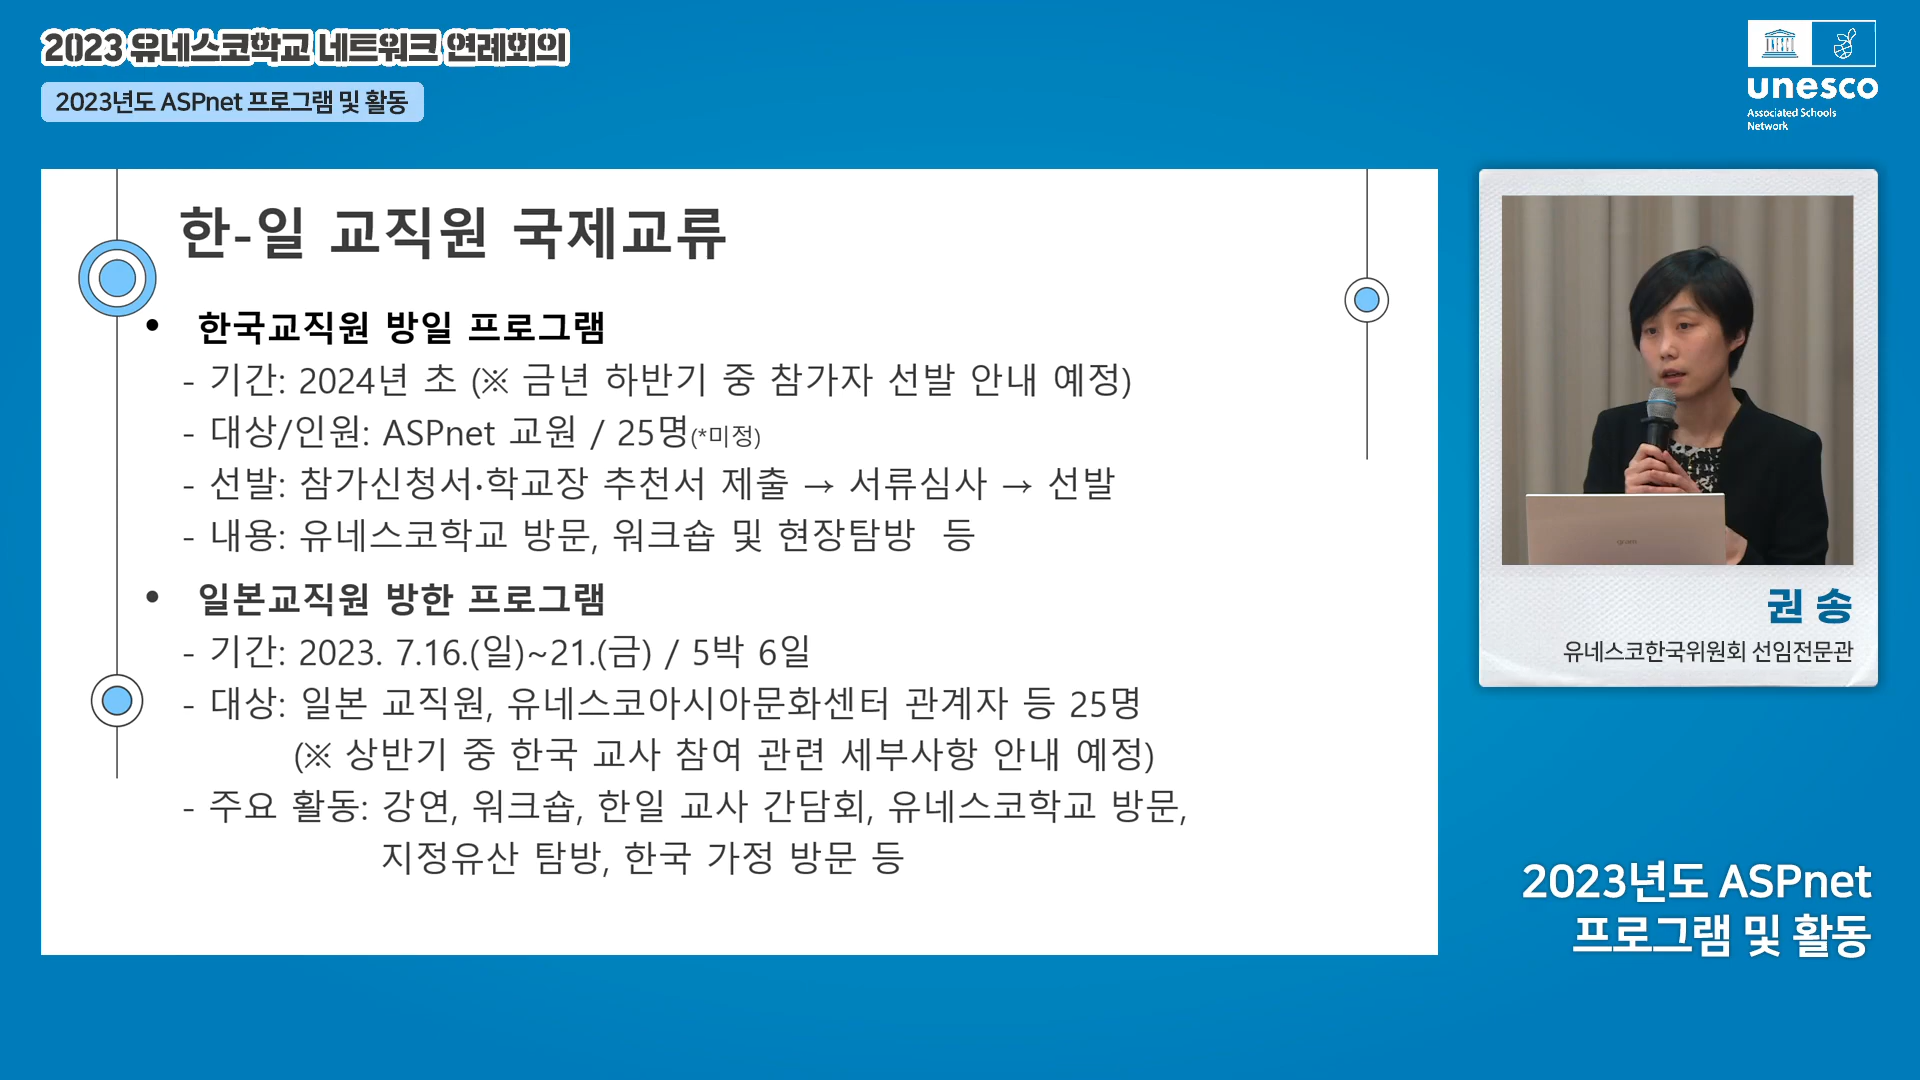 2023 유네스코학교 네트워크 연례회의
2023년도 ASPnet 프로그램 및 활동
unesco
Associated Schools
Network
한-일 교직원 국제교류
• 한국교직원 방일 프로그램
- 기간: 2024년 초 (※ 금년 하반기 중 참가자 선발 안내 예정)
- 대상/인원: ASPnet 교원 / 25명(*미정)
- 선발: 참가신청서·학교장 추천서 제출 → 서류심사 → 선발
- 내용: 유네스코학교 방문, 워크숍 및 현장탐방 등
• 일본교직원 방한 프로그램
- 기간: 2023. 7.16.(일)~21.(금) / 5박 6일
- 대상: 일본 교직원, 유네스코아시아문화센터 관계자 등 25명
(※ 상반기 중 한국 교사 참여 관련 세부사항 안내 예정)
- 주요 활동: 강연, 워크숍, 한일 교사 간담회, 유네스코학교 방문,
지정유산 탐방, 한국 가정 방문 등
권 송
유네스코한국위원회 선임전문관
2023년도 ASPnet
프로그램 및 활동